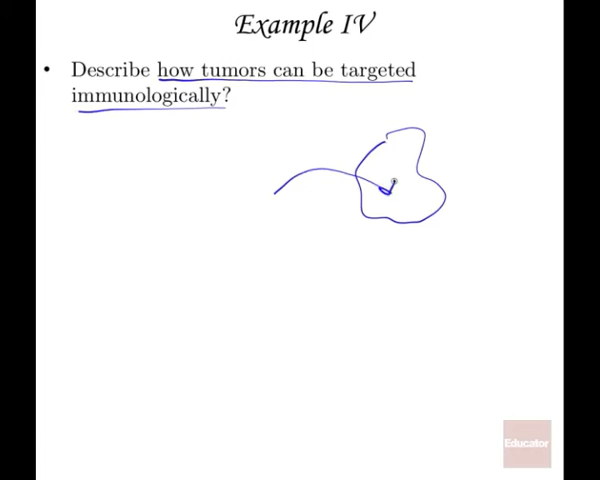 Example IV
• Describe how tumors can be targeted
immunologically?
Educator